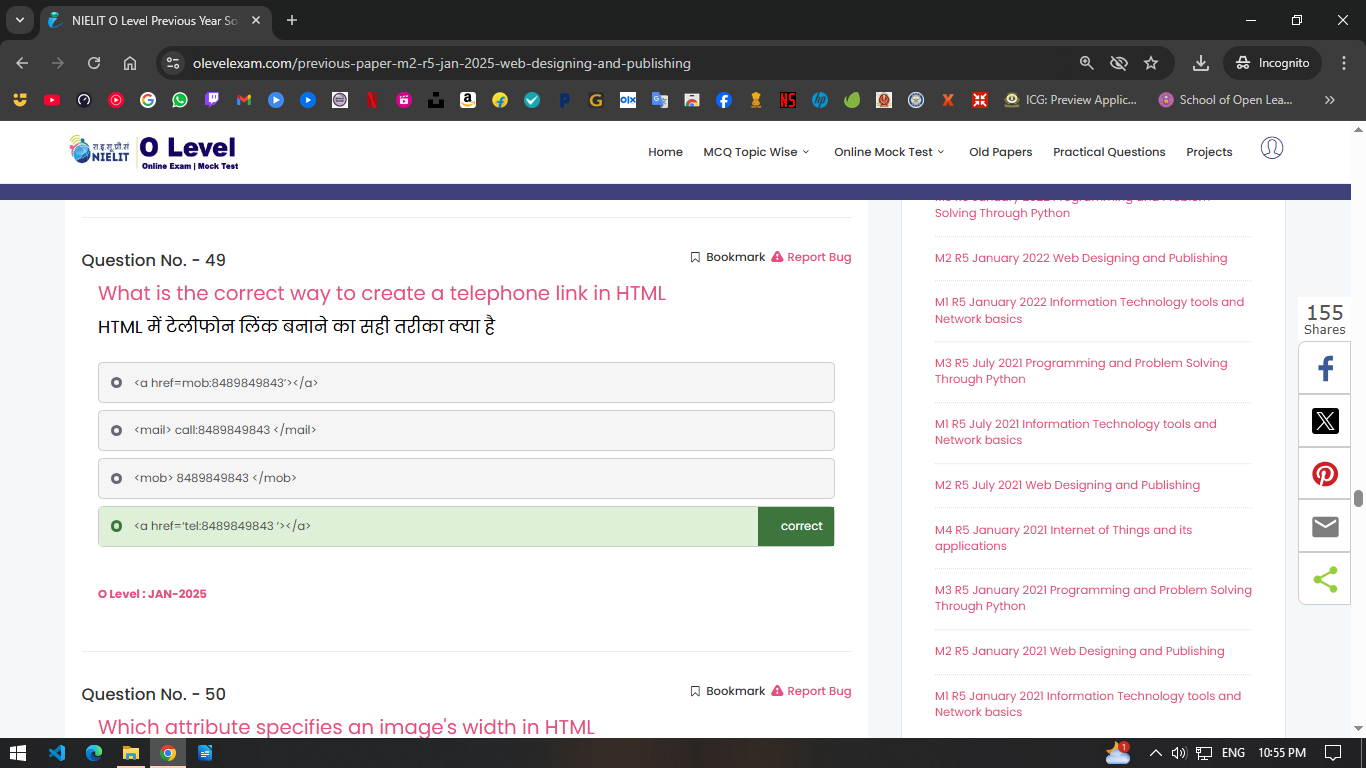 NIELIT O Level Previous Year So
olevelexam.com/previous-paper-m2-r5-jan-2025-web-designing-and-publishing
Incognito
ICG: Preview Applic...
School of Open Lea...
NIELIT
O Level
Online Exam | Mock Test
Home
MCQ Topic Wise
Online Mock Test
Old Papers
Practical Questions
Projects
Question No. - 49
Bookmark
Report Bug
What is the correct way to create a telephone link in HTML
HTML में टेलीफोन लिंक बनाने का सही तरीका क्या है
<a href=mob:8489849843’></a>
<mail> call:8489849843 </mail>
<mob> 8489849843 </mob>
<a href=‘tel:8489849843 ‘></a>
correct
O Level : JAN-2025
Question No. - 50
Bookmark
Report Bug
Which attribute specifies an image's width in HTML
Solving Through Python
M2 R5 January 2022 Web Designing and Publishing
M1 R5 January 2022 Information Technology tools and
Network basics
M3 R5 July 2021 Programming and Problem Solving
Through Python
M1 R5 July 2021 Information Technology tools and
Network basics
M2 R5 July 2021 Web Designing and Publishing
M4 R5 January 2021 Internet of Things and its
applications
M3 R5 January 2021 Programming and Problem Solving
Through Python
M2 R5 January 2021 Web Designing and Publishing
M1 R5 January 2021 Information Technology tools and
Network basics
155
Shares
1
ENG
10:55 PM